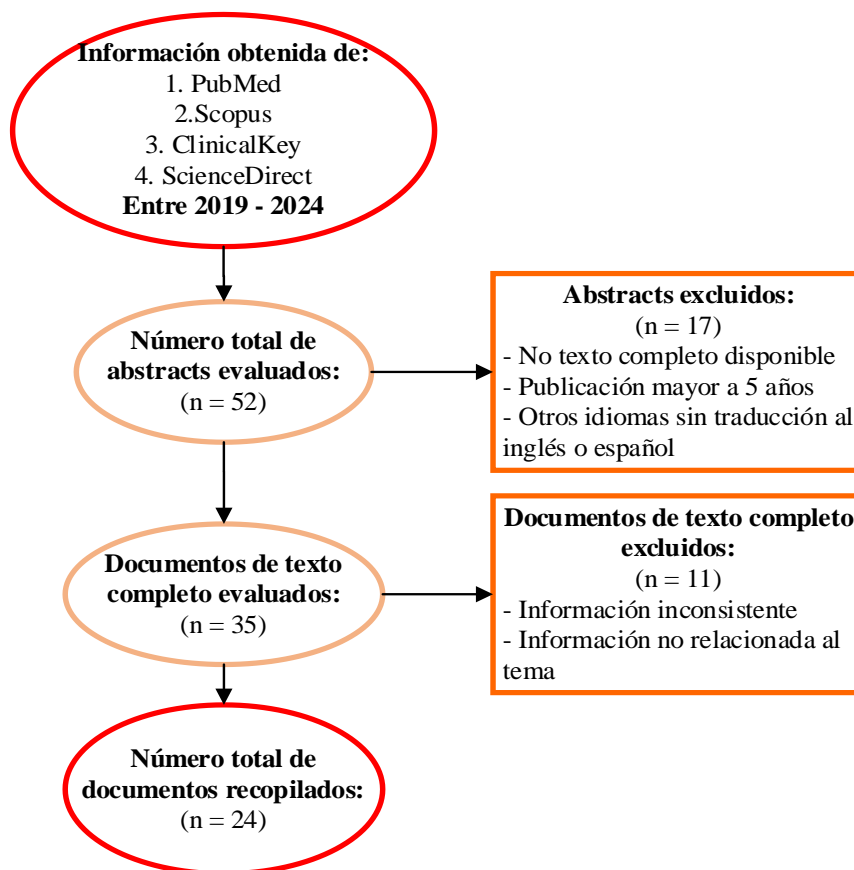 Información obtenida de:
1. PubMed
2.Scopus
3. ClinicalKey
4. ScienceDirect
Entre 2019 - 2024
Número total de
abstracts evaluados:
(n = 52)
Abstracts excluidos:
(n = 17)
- No texto completo disponible
- Publicación mayor a 5 años
- Otros idiomas sin traducción al
inglés o español
Documentos de texto
completo evaluados:
(n = 35)
Documentos de texto completo
excluidos:
(n = 11)
- Información inconsistente
- Información no relacionada al
tema
Número total de
documentos recopilados:
(n = 24)